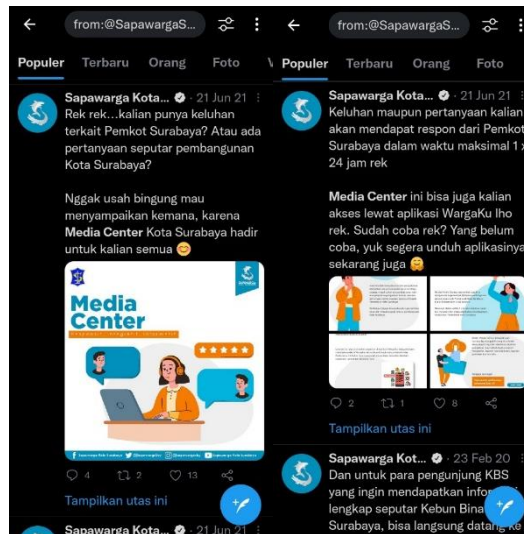 from:@SapawargaS...
Populer Terbaru Orang Foto
Sapawarga Kota... · 21 Jun 21
Rek rek...kalian punya keluhan
terkait Pemkot Surabaya? Atau ada
pertanyaan seputar pembangunan
Kota Surabaya?
Nggak usah bingung mau
menyampaikan kemana, karena
Media Center Kota Surabaya hadir
untuk kalian semua 😊
Media
Center
4 2 13
Tampilkan utas ini
Sapawarga Kota... · 21 Jun 21
from:@SapawargaS...
Populer Terbaru Orang Foto
Sapawarga Kota... · 21 Jun 21
Keluhan maupun pertanyaan kalian
akan mendapat respon dari Pemkot
Surabaya dalam waktu maksimal 1 x
24 jam rek
Media Center ini bisa juga kalian
akses lewat aplikasi WargaKu lho
rek. Sudah coba rek? Yang belum
coba, yuk segera unduh aplikasinya
sekarang juga 🤗
2 1 8
Tampilkan utas ini
Sapawarga Kot... · 23 Feb 20
Dan untuk para pengunjung KBS
yang ingin mendapatkan
lengkap seputar Kebun
Surabaya, bisa langsung datang ke